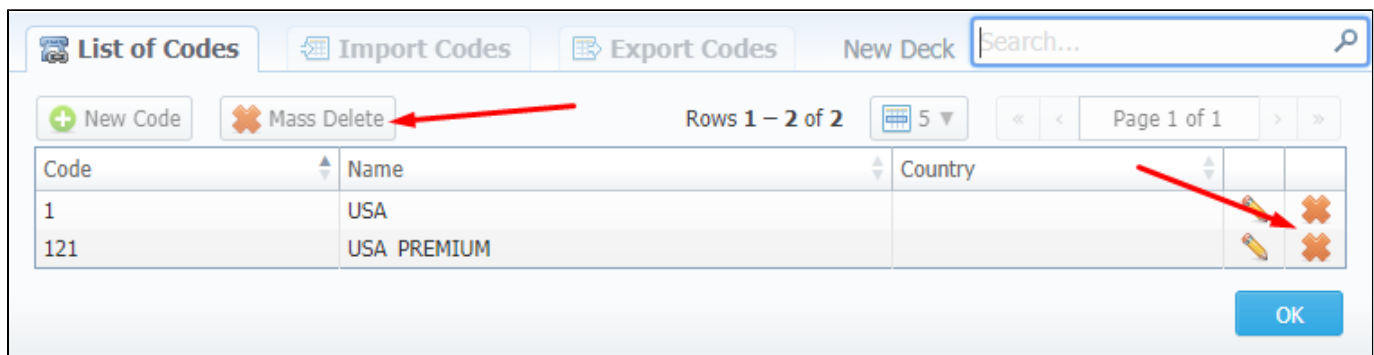 List of Codes Import Codes Export Codes New Deck Search...
New Code Mass Delete Rows 1 – 2 of 2 5 ▼ « < Page 1 of 1 > »
Code Name Country
1 USA
121 USA PREMIUM
OK